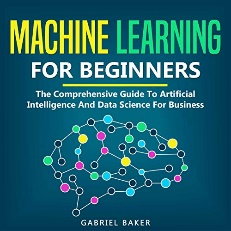 MACHINE LEARNING
FOR BEGINNERS
The Comprehensive Guide To Artificial
Intelligence And Data Science For Business
GABRIEL BAKER